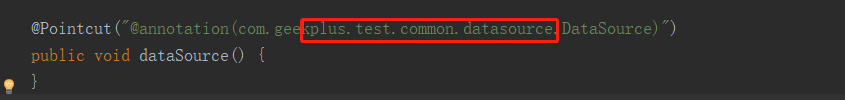 @Pointcut("@annotation(com.geekplus.test.common.datasource.DataSource)")
public void dataSource() {
}